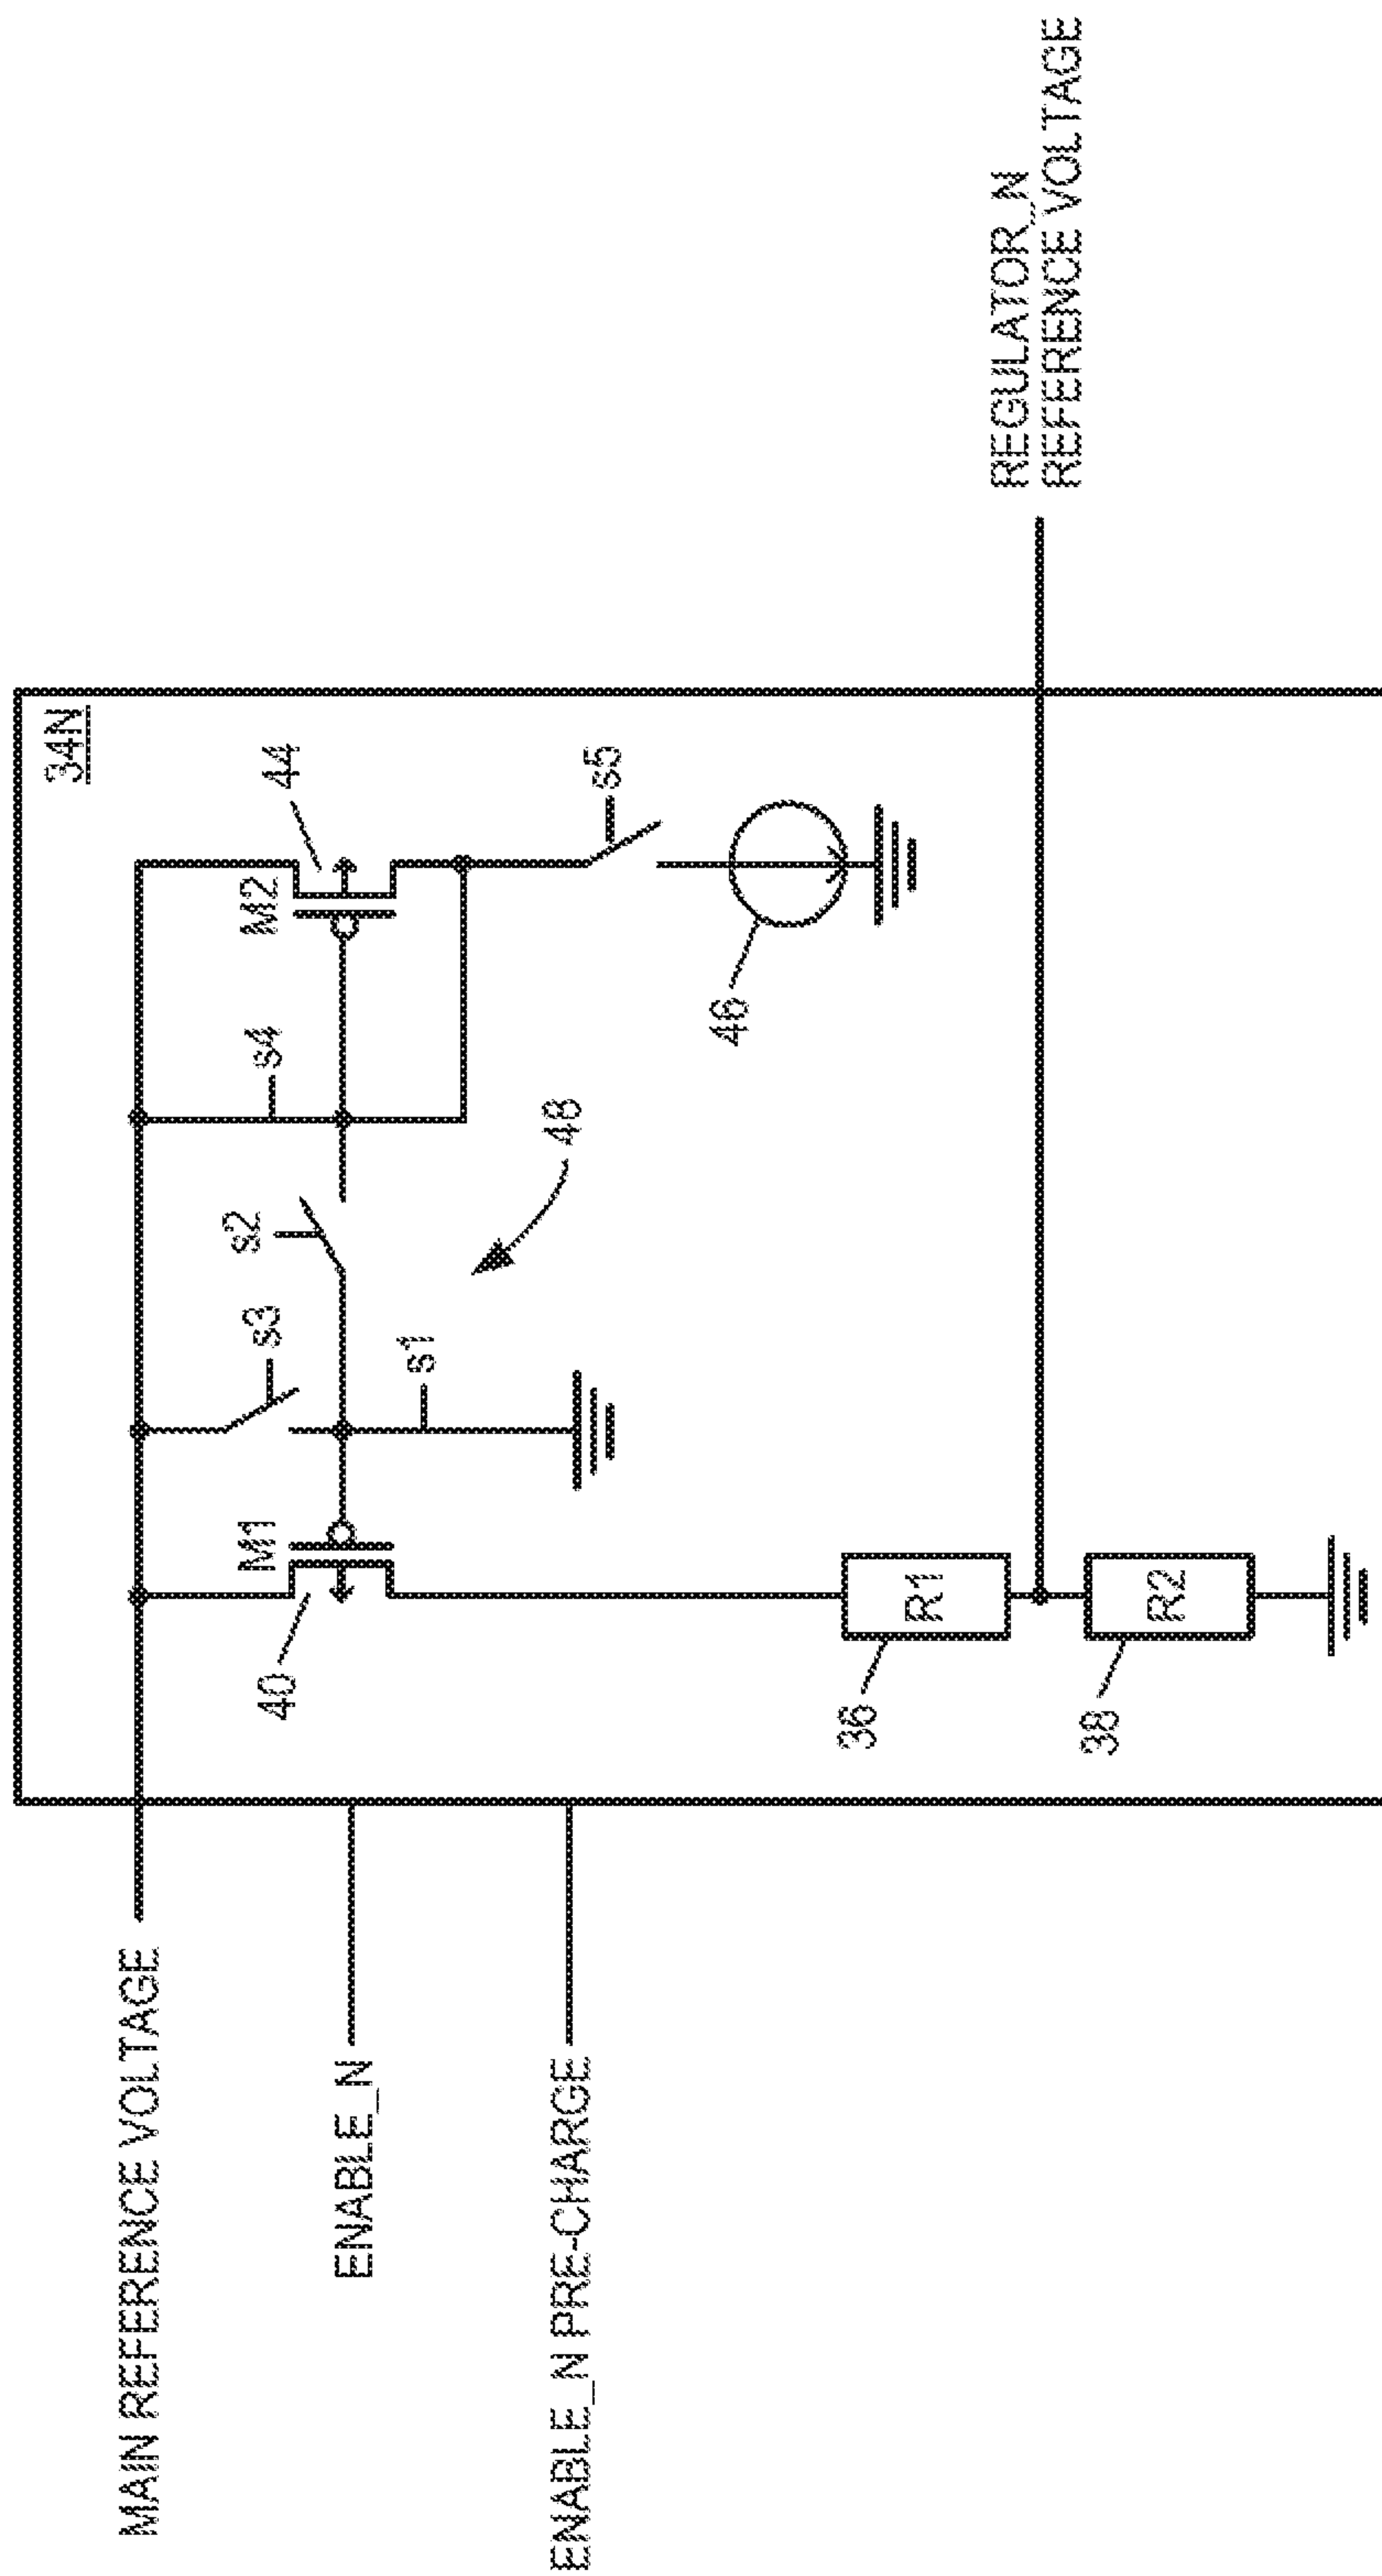 34N
MAIN REFERENCE VOLTAGE
ENABLE_N
ENABLE_N PRE-CHARGE
40
M1
s3
s1
s2
s4
M2
44
48
s5
46
36
R1
38
R2
REGULATOR_N
REFERENCE VOLTAGE